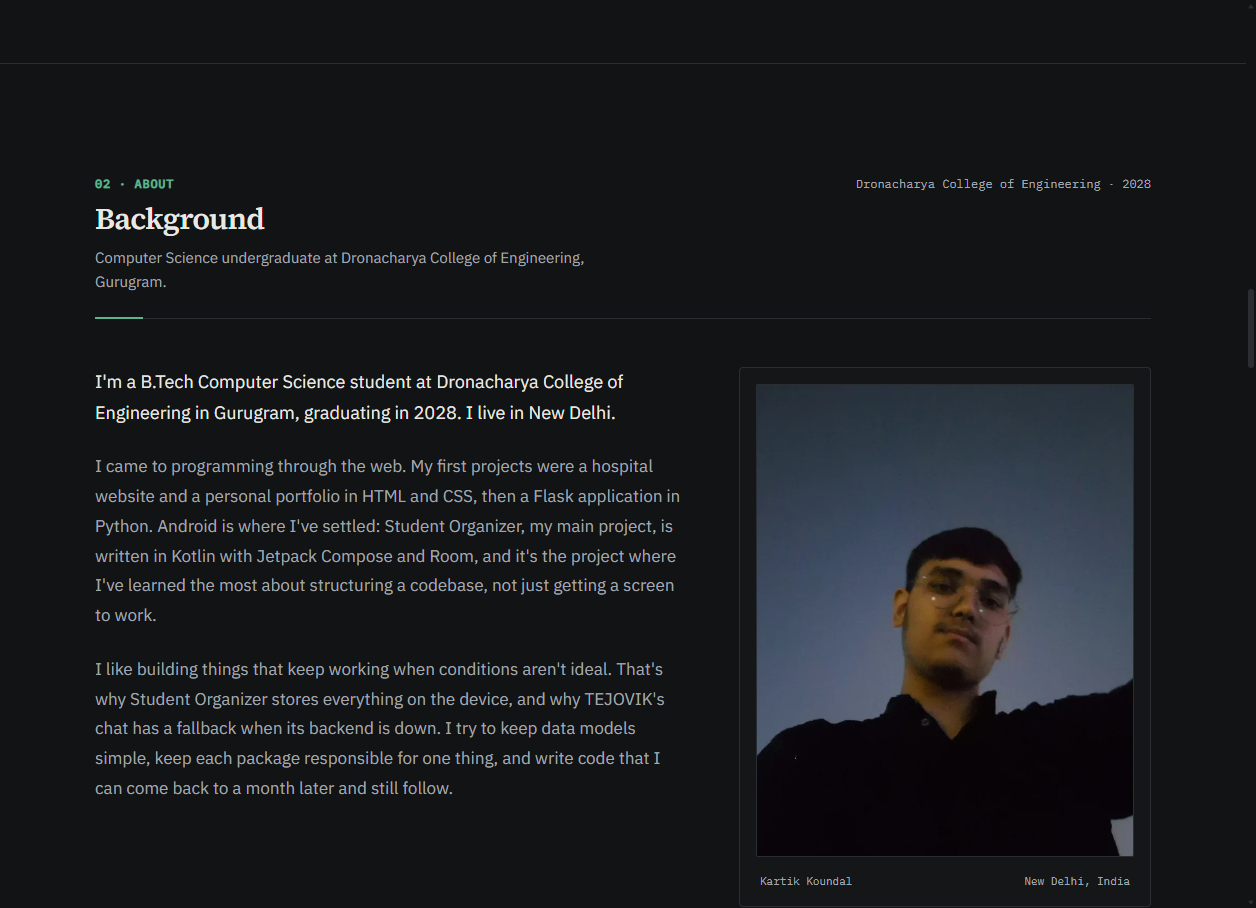 02 · ABOUT
Dronacharya College of Engineering · 2028
Background
Computer Science undergraduate at Dronacharya College of Engineering,
Gurugram.
I'm a B.Tech Computer Science student at Dronacharya College of
Engineering in Gurugram, graduating in 2028. I live in New Delhi.
I came to programming through the web. My first projects were a hospital
website and a personal portfolio in HTML and CSS, then a Flask application in
Python. Android is where I've settled: Student Organizer, my main project, is
written in Kotlin with Jetpack Compose and Room, and it's the project where
I've learned the most about structuring a codebase, not just getting a screen
to work.
I like building things that keep working when conditions aren't ideal. That's
why Student Organizer stores everything on the device, and why TEJOVIK's
chat has a fallback when its backend is down. I try to keep data models
simple, keep each package responsible for one thing, and write code that I
can come back to a month later and still follow.
Kartik Koundal
New Delhi, India